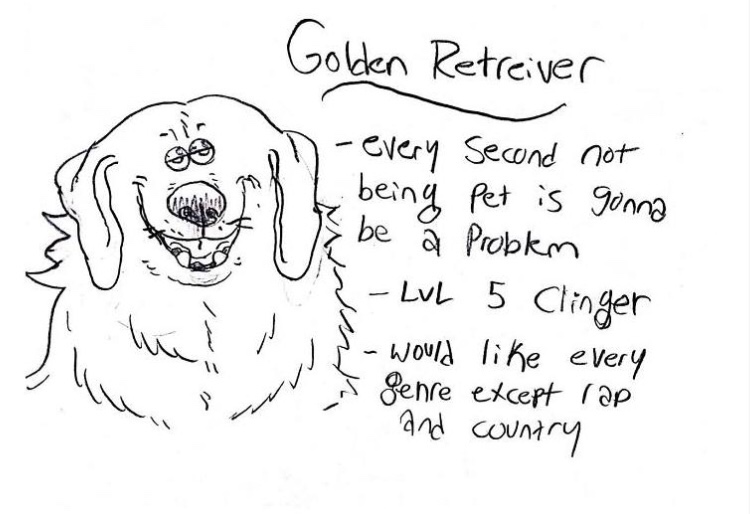 Golden Retreiver
- every Second not
being Pet is gonna
be a Problem
- LvL 5 Clinger
- would like every
genre except rap
and country